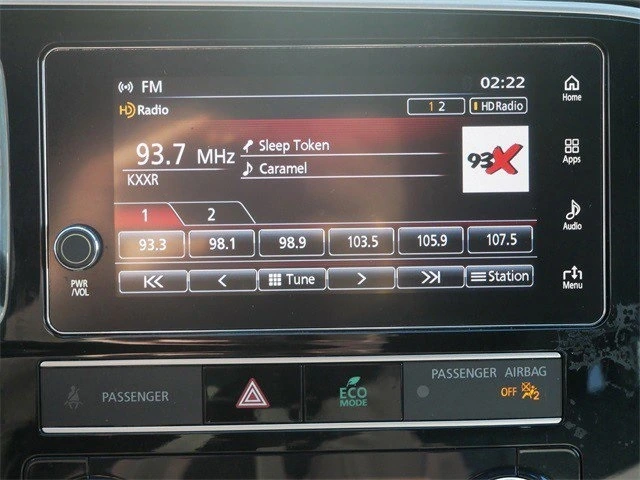 FM 02:22
HD Radio 1 2 HD Radio
Home
93.7 MHz Sleep Token 93X
KXXR Caramel
Apps
1 2
Audio
93.3 98.1 98.9 103.5 105.9 107.5
Tune Station
Menu
PWR
/VOL
PASSENGER AIRBAG
PASSENGER ECO OFF 2
MODE